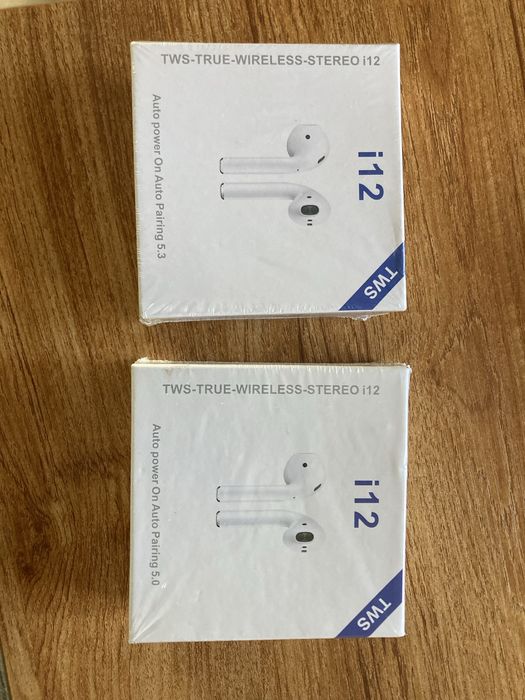 TWS-TRUE-WIRELESS-STEREO i12
i12
Auto power On Auto Pairing 5.3
TWS
TWS-TRUE-WIRELESS-STEREO i12
i12
Auto power On Auto Pairing 5.0
TWS